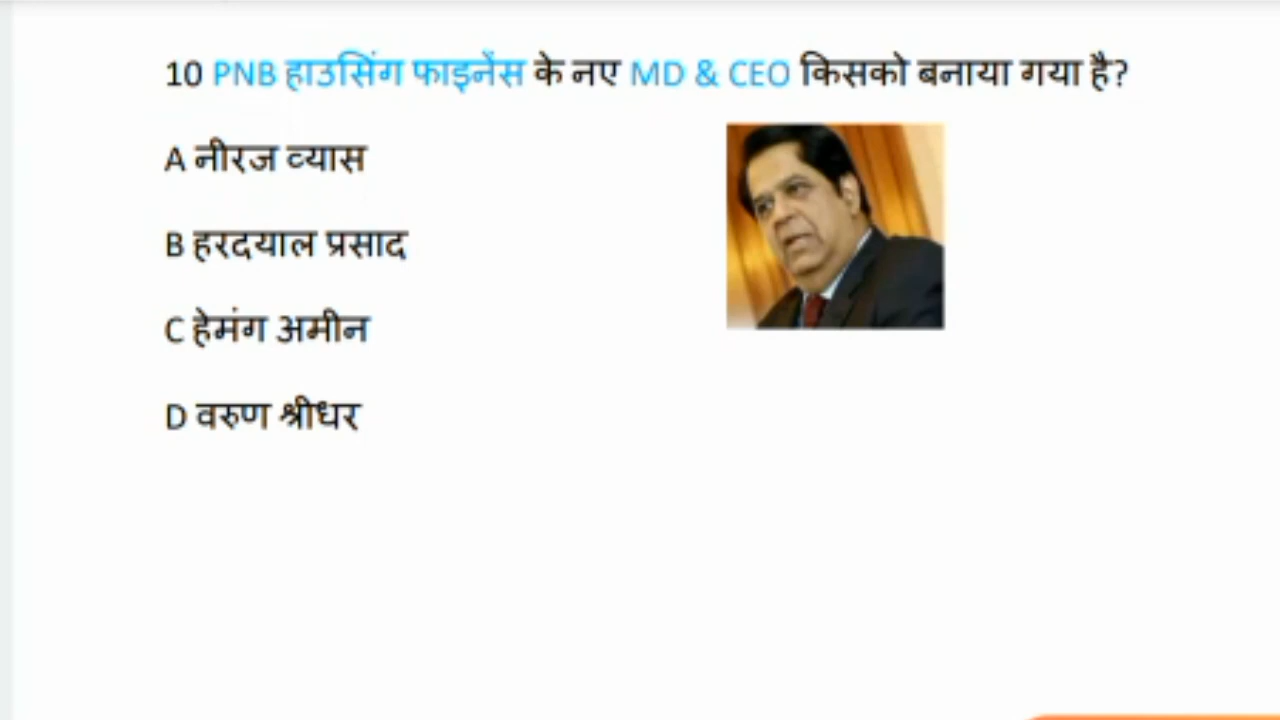 10 PNB हाउसिंग फाइनेंस के नए MD & CEO किसको बनाया गया है?
A नीरज व्यास
B हरदयाल प्रसाद
C हेमंग अमीन
D वरुण श्रीधर